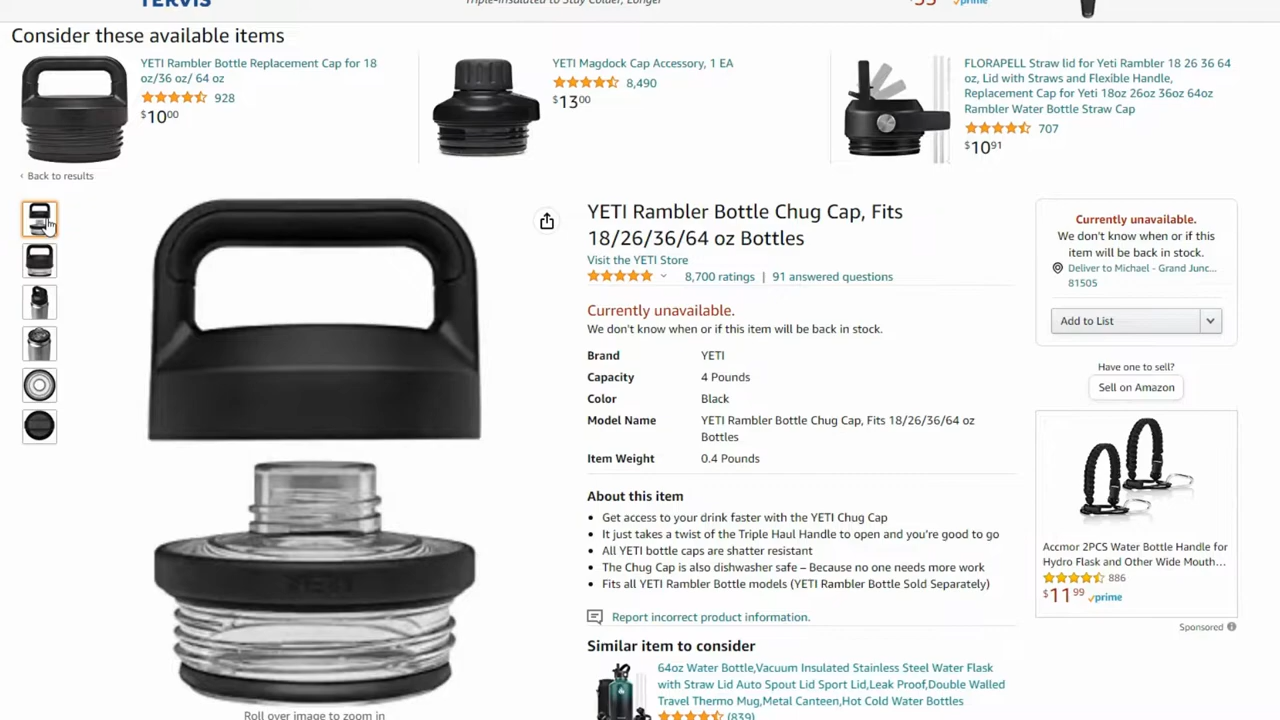 TERVIS
Triple-Insulated to Stay Colder, Longer
prime
Consider these available items
YETI Rambler Bottle Replacement Cap for 18
oz/36 oz/ 64 oz
928
$1000
YETI Magdock Cap Accessory, 1 EA
8,490
$1300
FLORAPELL Straw lid for Yeti Rambler 18 26 36 64
oz, Lid with Straws and Flexible Handle,
Replacement Cap for Yeti 18oz 26oz 36oz 64oz
Rambler Water Bottle Straw Cap
707
$1091
‹ Back to results
YETI Rambler Bottle Chug Cap, Fits
18/26/36/64 oz Bottles
Visit the YETI Store
8,700 ratings | 91 answered questions
Currently unavailable.
We don't know when or if this item will be back in stock.
Brand YETI
Capacity 4 Pounds
Color Black
Model Name YETI Rambler Bottle Chug Cap, Fits 18/26/36/64 oz
Bottles
Item Weight 0.4 Pounds
About this item
• Get access to your drink faster with the YETI Chug Cap
• It just takes a twist of the Triple Haul Handle to open and you're good to go
• All YETI bottle caps are shatter resistant
• The Chug Cap is also dishwasher safe – Because no one needs more work
• Fits all YETI Rambler Bottle models (YETI Rambler Bottle Sold Separately)
Report incorrect product information.
Similar item to consider
64oz Water Bottle,Vacuum Insulated Stainless Steel Water Flask
with Straw Lid Auto Spout Lid Sport Lid,Leak Proof,Double Walled
Travel Thermo Mug,Metal Canteen,Hot Cold Water Bottles
(839)
YETI
Roll over image to zoom in
Currently unavailable.
We don't know when or if this
item will be back in stock.
Deliver to Michael - Grand Junc...
81505
Add to List
Have one to sell?
Sell on Amazon
Accmor 2PCS Water Bottle Handle for
Hydro Flask and Other Wide Mouth...
886
$1199 prime
Sponsored